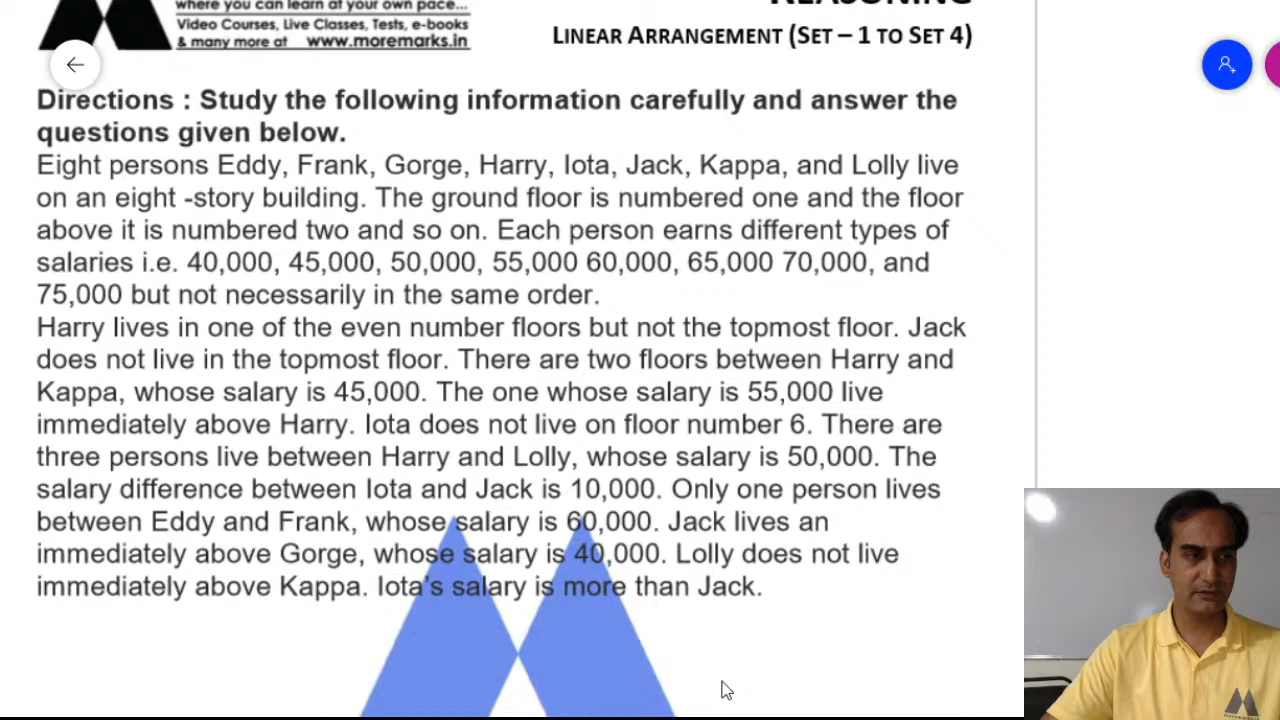 where you can learn at your own pace...
Video Courses, Live Classes, Tests, e-books
& many more at www.moremarks.in
REASONING
LINEAR ARRANGEMENT (SET – 1 TO SET 4)
Directions : Study the following information carefully and answer the
questions given below.
Eight persons Eddy, Frank, Gorge, Harry, Iota, Jack, Kappa, and Lolly live
on an eight -story building. The ground floor is numbered one and the floor
above it is numbered two and so on. Each person earns different types of
salaries i.e. 40,000, 45,000, 50,000, 55,000 60,000, 65,000 70,000, and
75,000 but not necessarily in the same order.
Harry lives in one of the even number floors but not the topmost floor. Jack
does not live in the topmost floor. There are two floors between Harry and
Kappa, whose salary is 45,000. The one whose salary is 55,000 live
immediately above Harry. Iota does not live on floor number 6. There are
three persons live between Harry and Lolly, whose salary is 50,000. The
salary difference between Iota and Jack is 10,000. Only one person lives
between Eddy and Frank, whose salary is 60,000. Jack lives an
immediately above Gorge, whose salary is 40,000. Lolly does not live
immediately above Kappa. Iota's salary is more than Jack.